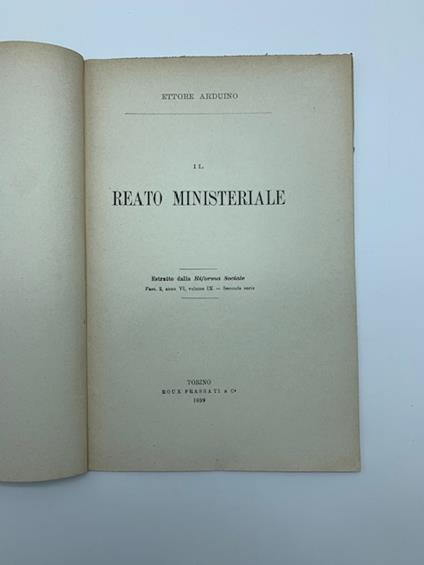 ETTORE ARDUINO
IL
REATO MINISTERIALE
Estratto dalla Riforma Sociale
Fasc. 2, anno VI, volume IX — Seconda serie
TORINO
ROUX FRASSATI & Cº
1899